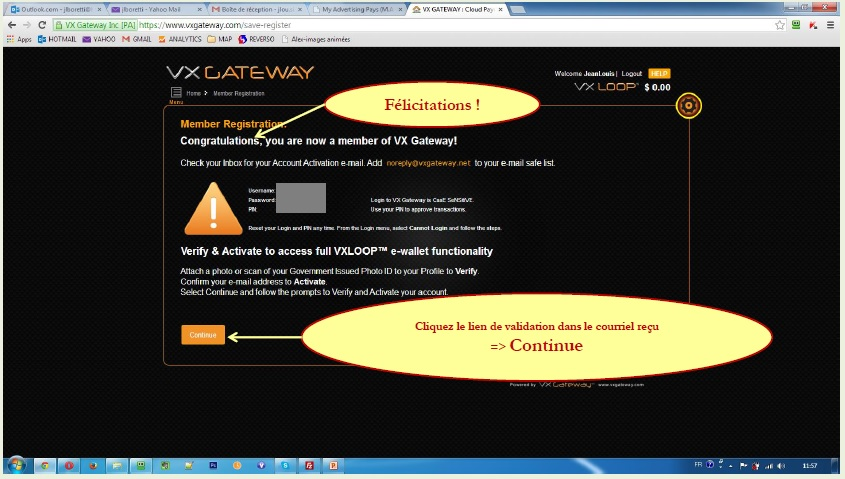 Outlook.com - jlboretti@
jlboretti - Yahoo Mail
Boîte de réception - jlou
My Advertising Pays (MA
VX GATEWAY : Cloud Pay
VX Gateway Inc [PA] https://www.vxgateway.com/save-register
Apps HOTMAIL YAHOO GMAIL ANALYTICS MAP REVERSO Alex-images animées
VX GATEWAY
Welcome JeanLouis | Logout HELP
VX LOOP $ 0.00
Menu
Home > Member Registration
Félicitations !
Member Registration:
Congratulations, you are now a member of VX Gateway!
Check your Inbox for your Account Activation e-mail. Add noreply@vxgateway.net to your e-mail safe list.
Username:
Password:
PIN:
Login to VX Gateway is CasE SeNSitiVE.
Use your PIN to approve transactions.
Reset your Login and PIN any time. From the Login menu, select Cannot Login and follow the steps.
Verify & Activate to access full VXLOOP™ e-wallet functionality
Attach a photo or scan of your Government Issued Photo ID to your Profile to Verify.
Confirm your e-mail address to Activate.
Select Continue and follow the prompts to Verify and Activate your account.
Continue
Cliquez le lien de validation dans le courriel reçu
=> Continue
Powered by VX Gateway™ www.vxgateway.com
FR
11:57